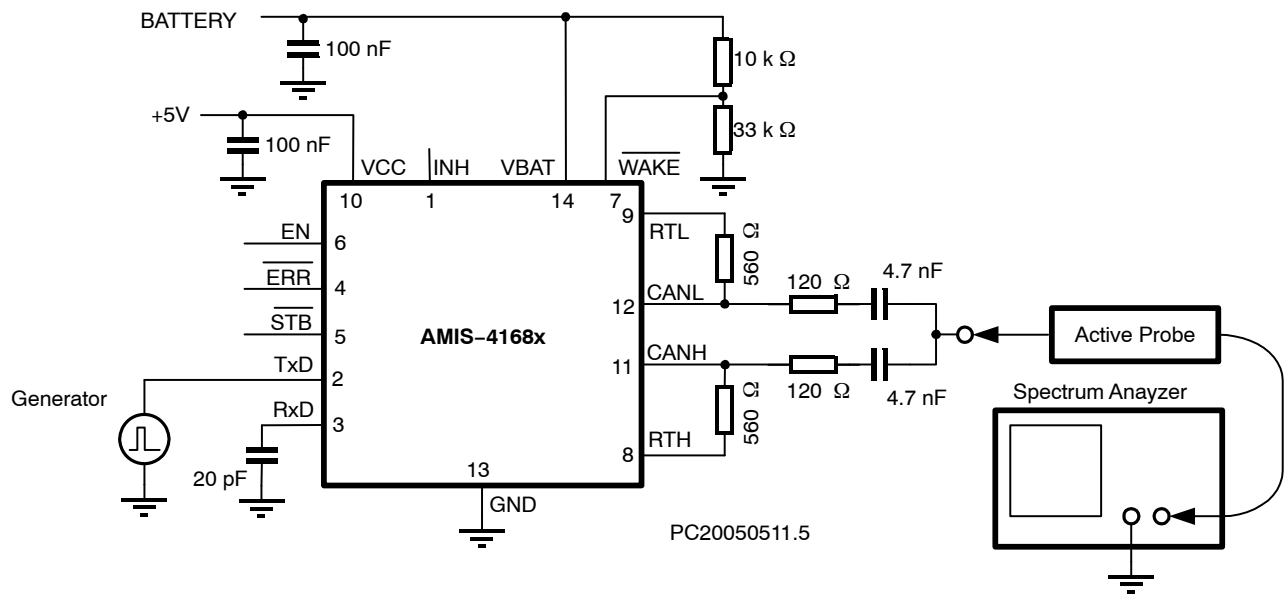 BATTERY
100 nF
10 k Ω
+5V
100 nF
33 k Ω
VCC
INH
VBAT
WAKE
10
1
14
7
9
RTL
560 Ω
EN
6
ERR
4
STB
5
AMIS–4168x
12
CANL
120 Ω
4.7 nF
Active Probe
11
CANH
120 Ω
4.7 nF
560 Ω
8
RTH
TxD
2
Generator
RxD
3
20 pF
13
GND
Spectrum Anayzer
PC20050511.5